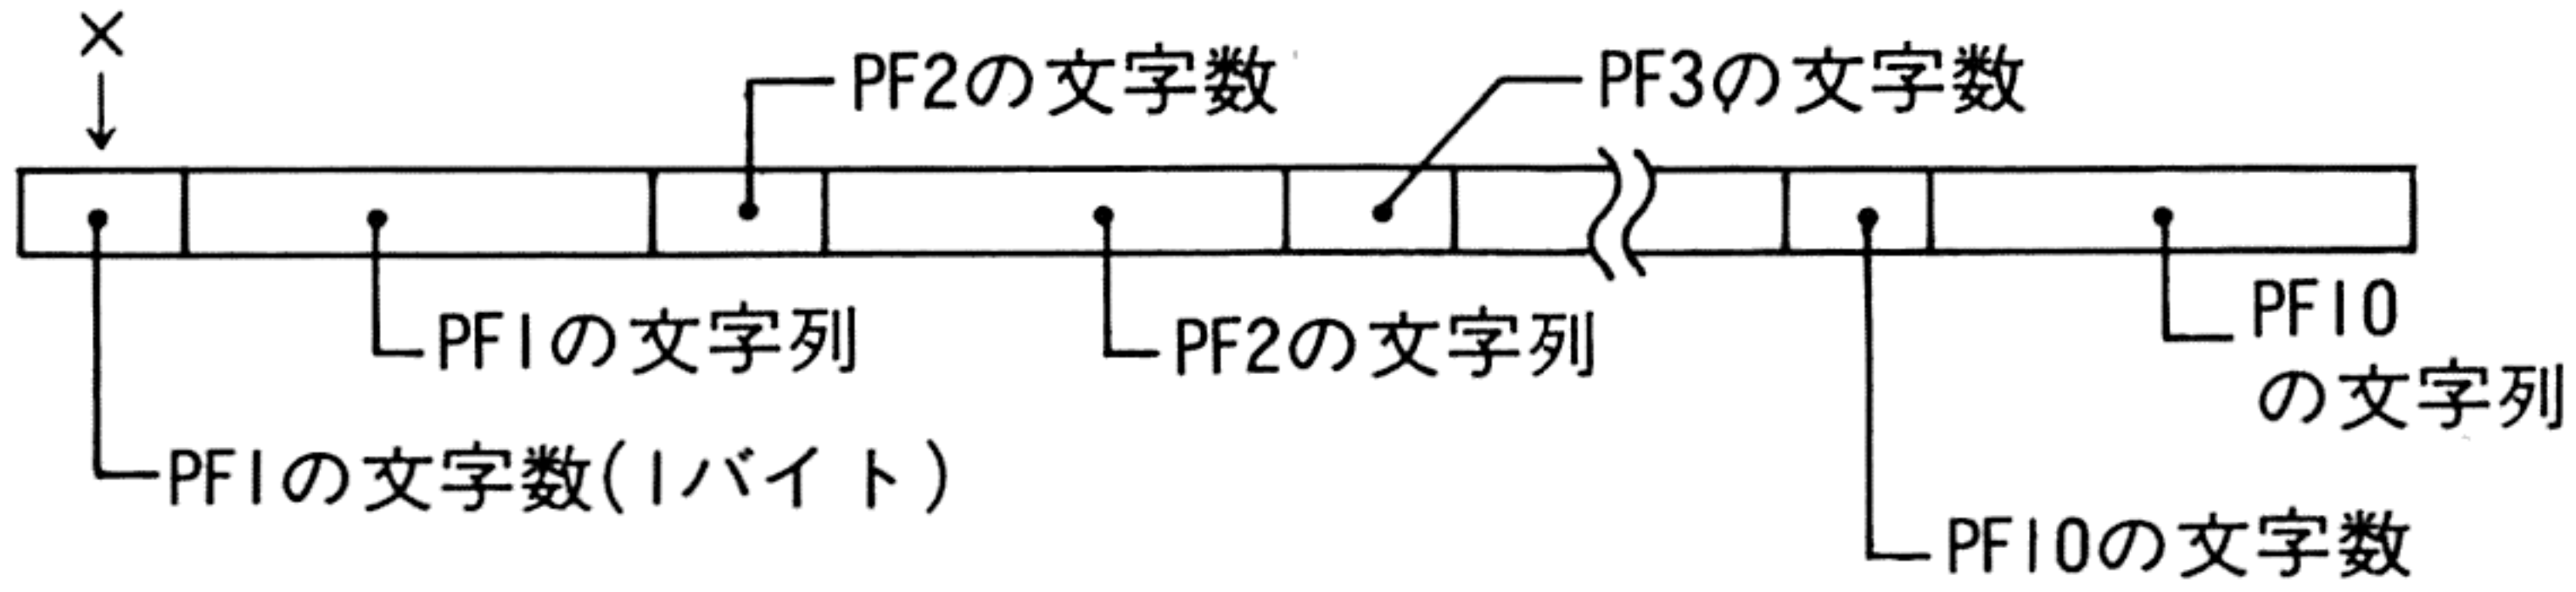 ×
PF2の文字数
PF3の文字数
PF1の文字列
PF2の文字列
PF10
の文字列
PF1の文字数(1バイト)
PF10の文字数